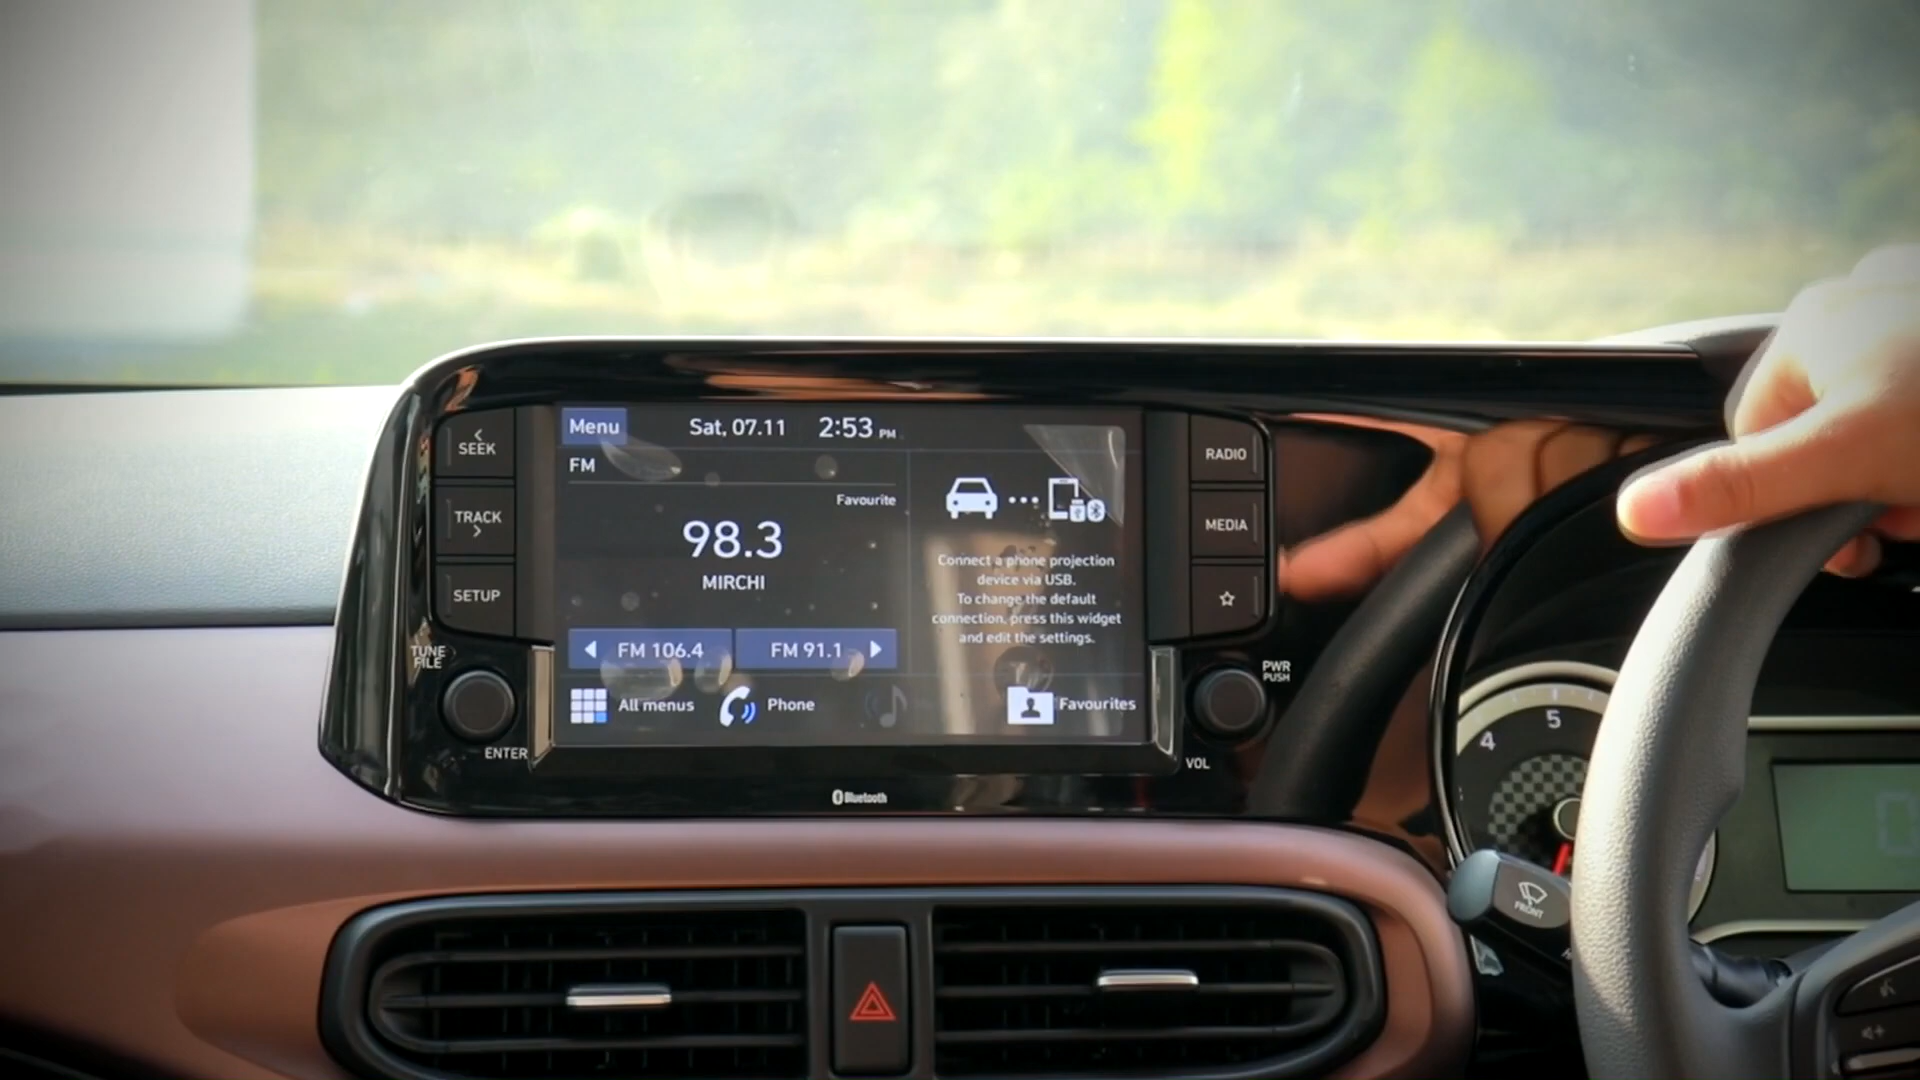 Menu
Sat, 07.11
2:53 PM
FM
Favourite
98.3
MIRCHI
FM 106.4
FM 91.1
Connect a phone projection
device via USB.
To change the default
connection, press this widget
and edit the settings.
All menus
Phone
Favourites
SEEK
TRACK
SETUP
TUNE
FILE
ENTER
RADIO
MEDIA
PWR
PUSH
VOL
Bluetooth
4
5
FRONT